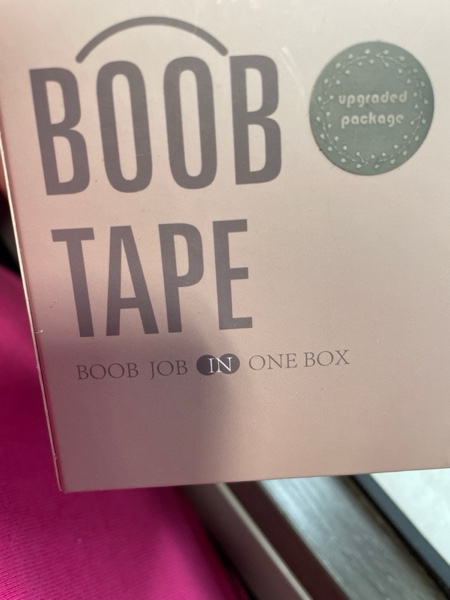 BOOB
upgraded
package
TAPE
BOOB JOB IN ONE BOX